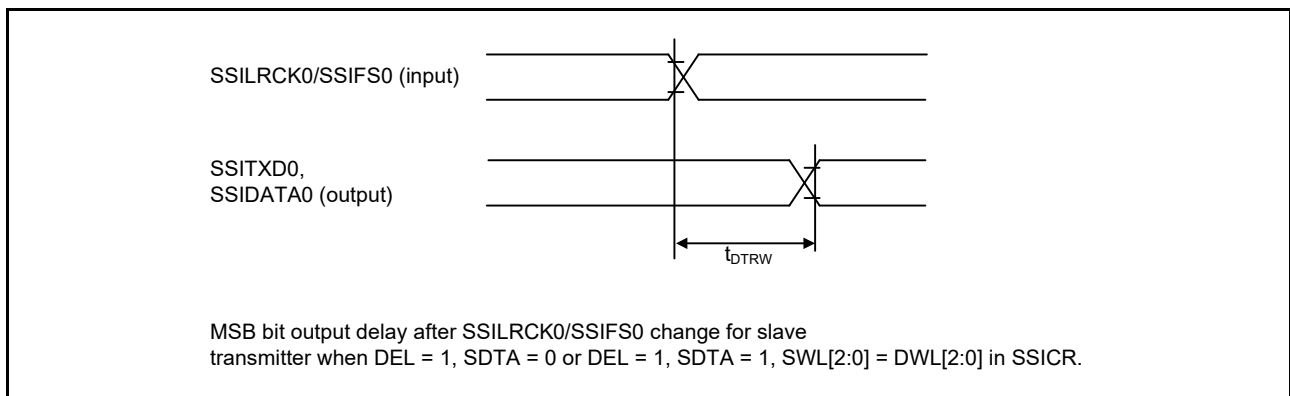 SSILRCK0/SSIFS0 (input)
SSITXD0,
SSIDATA0 (output)
tDTRW
MSB bit output delay after SSILRCK0/SSIFS0 change for slave
transmitter when DEL = 1, SDTA = 0 or DEL = 1, SDTA = 1, SWL[2:0] = DWL[2:0] in SSICR.